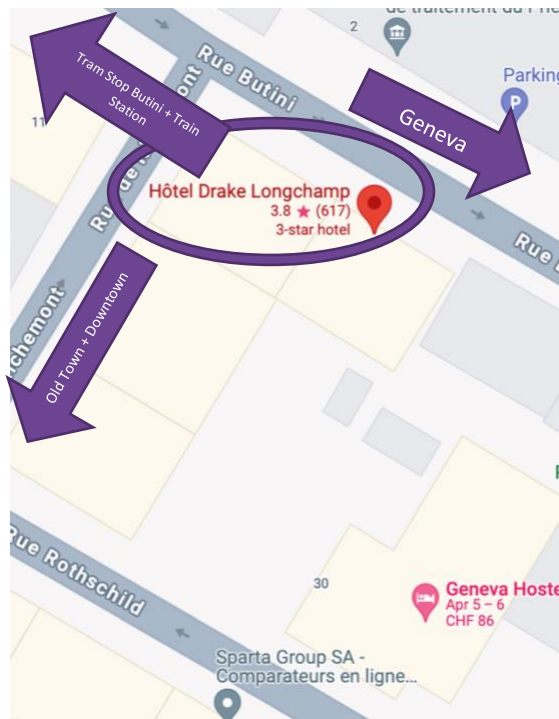 de traitement du
2
Rue Butini
Parking
P
Tram Stop Butini + Train
Station
Geneva
11
Hôtel Drake Longchamp
3.8 ★ (617)
3-star hotel
Rue
Rue de
mont
chemont
Old Town + Downtown
Rue Rothschild
30
Geneva Hoste
Apr 5 – 6
CHF 86
Sparta Group SA -
Comparateurs en ligne...